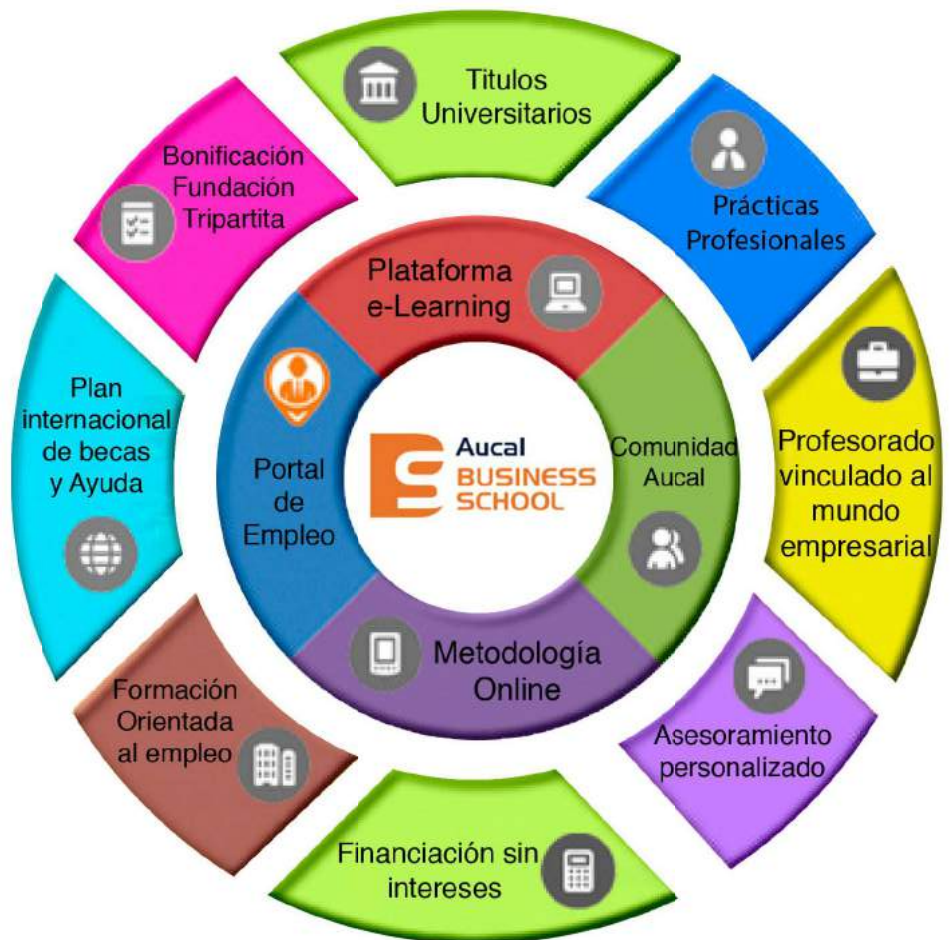 Titulos
Universitarios
Prácticas
Profesionales
Profesorado
vinculado al
mundo
empresarial
Asesoramiento
personalizado
Financiación sin
intereses
Formación
Orientada
al empleo
Plan
internacional
de becas
y Ayuda
Bonificación
Fundación
Tripartita
Plataforma
e-Learning
Comunidad
Aucal
Metodología
Online
Portal
de
Empleo
Aucal
BUSINESS
SCHOOL